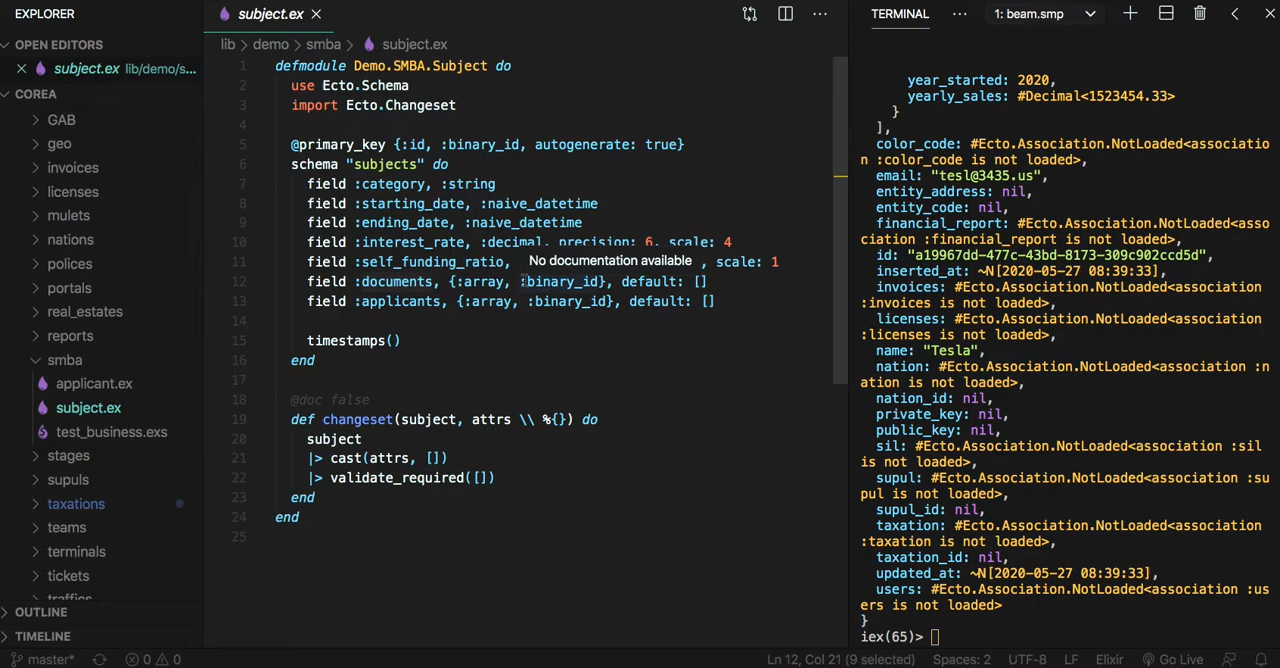 EXPLORER
OPEN EDITORS
subject.ex lib/demo/s...
COREA
GAB
geo
invoices
licenses
mulets
nations
polices
portals
real_estates
reports
smba
applicant.ex
subject.ex
test_business.exs
stages
supuls
taxations
teams
terminals
tickets
traffics
OUTLINE
TIMELINE
subject.ex
lib > demo > smba > subject.ex
1 defmodule Demo.SMBA.Subject do
2 use Ecto.Schema
3 import Ecto.Changeset
4
5 @primary_key {:id, :binary_id, autogenerate: true}
6 schema "subjects" do
7 field :category, :string
8 field :starting_date, :naive_datetime
9 field :ending_date, :naive_datetime
10 field :interest_rate, :decimal, precision: 6, scale: 4
11 field :self_funding_ratio, No documentation available , scale: 1
12 field :documents, {:array, :binary_id}, default: []
13 field :applicants, {:array, :binary_id}, default: []
14
15 timestamps()
16 end
17
18 @doc false
19 def changeset(subject, attrs \\ %{}) do
20 subject
21 |> cast(attrs, [])
22 |> validate_required([])
23 end
24 end
25
TERMINAL ... 1: beam.smp
year_started: 2020,
yearly_sales: #Decimal<1523454.33>
}
],
color_code: #Ecto.Association.NotLoaded<associatio
n :color_code is not loaded>,
email: "tesl@3435.us",
entity_address: nil,
entity_code: nil,
financial_report: #Ecto.Association.NotLoaded<asso
ciation :financial_report is not loaded>,
id: "a19967dd-477c-43bd-8173-309c902ccd5d",
inserted_at: ~N[2020-05-27 08:39:33],
invoices: #Ecto.Association.NotLoaded<association
:invoices is not loaded>,
licenses: #Ecto.Association.NotLoaded<association
:licenses is not loaded>,
name: "Tesla",
nation: #Ecto.Association.NotLoaded<association :n
ation is not loaded>,
nation_id: nil,
private_key: nil,
public_key: nil,
sil: #Ecto.Association.NotLoaded<association :sil
is not loaded>,
supul: #Ecto.Association.NotLoaded<association :su
pul is not loaded>,
supul_id: nil,
taxation: #Ecto.Association.NotLoaded<association
:taxation is not loaded>,
taxation_id: nil,
updated_at: ~N[2020-05-27 08:39:33],
users: #Ecto.Association.NotLoaded<association :us
ers is not loaded>
}
iex(65)>
master* 0 0 Ln 12, Col 21 (9 selected) Spaces: 2 UTF-8 LF Elixir Go Live